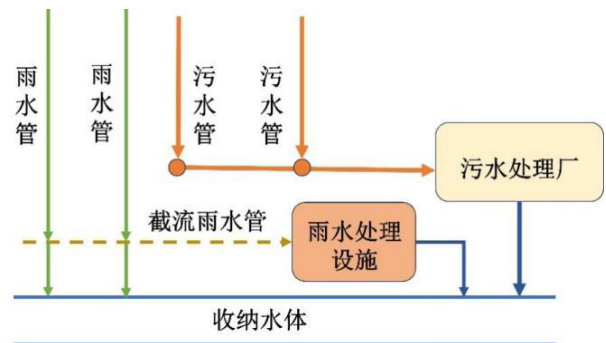 雨水管
雨水管
污水管
污水管
污水处理厂
截流雨水管
雨水处理
设施
收纳水体